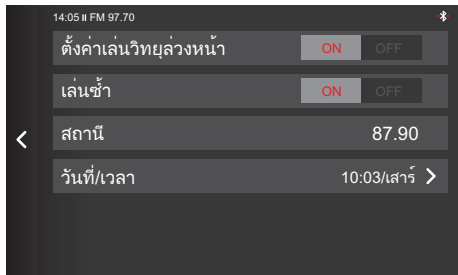 14:05 II FM 97.70
ตั้งค่าเล่นวิทยุล่วงหน้า ON OFF
เล่นซ้ำ ON OFF
สถานี 87.90
วันที่/เวลา 10:03/เสาร์